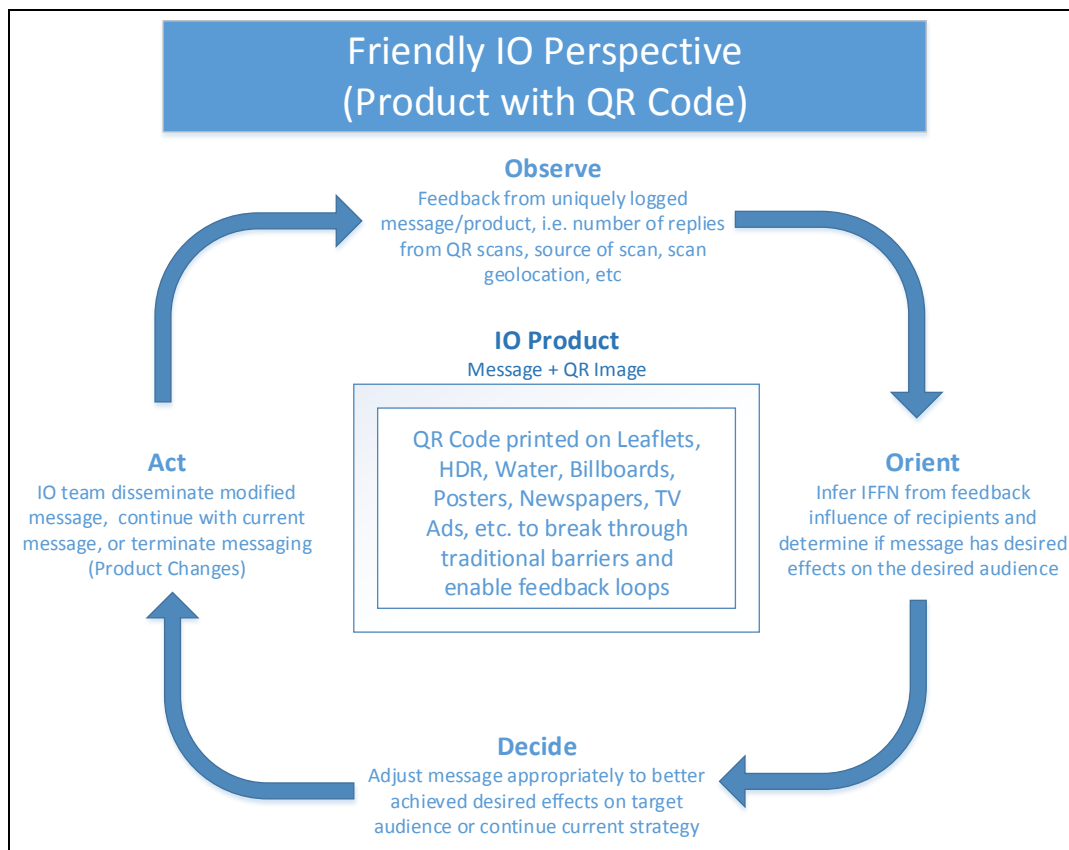 Friendly IO Perspective
(Product with QR Code)
Observe
Feedback from uniquely logged
message/product, i.e. number of replies
from QR scans, source of scan, scan
geolocation, etc
IO Product
Message + QR Image
QR Code printed on Leaflets,
HDR, Water, Billboards,
Posters, Newspapers, TV
Ads, etc. to break through
traditional barriers and
enable feedback loops
Act
IO team disseminate modified
message, continue with current
message, or terminate messaging
(Product Changes)
Orient
Infer IFFN from feedback
influence of recipients and
determine if message has desired
effects on the desired audience
Decide
Adjust message appropriately to better
achieved desired effects on target
audience or continue current strategy